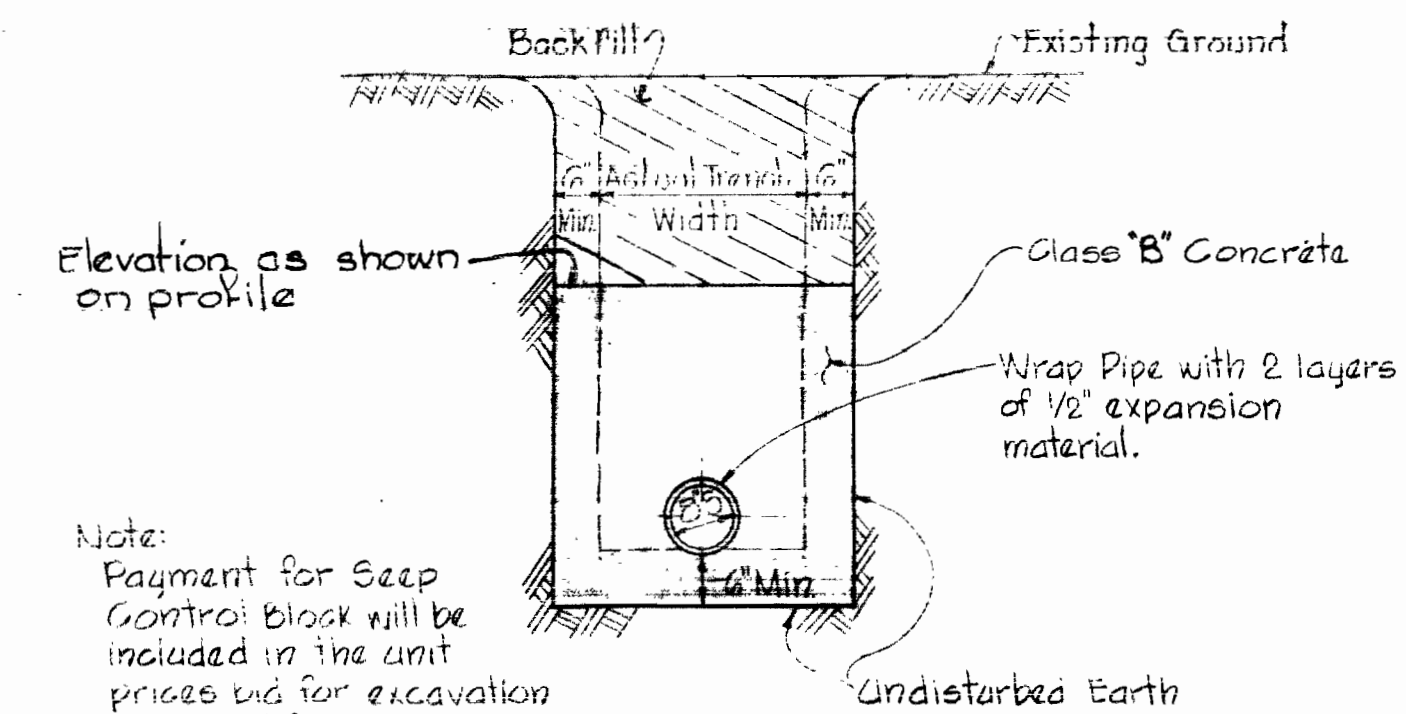 Backfill
Existing Ground
6" Actual Trench 6"
Min. Width Min.
Elevation as shown
on profile
Class "B" Concrete
Wrap Pipe with 2 layers
of 1/2" expansion
material.
6" Min.
Note:
Payment for Seep
Control Block will be
included in the unit
prices bid for excavation
Undisturbed Earth